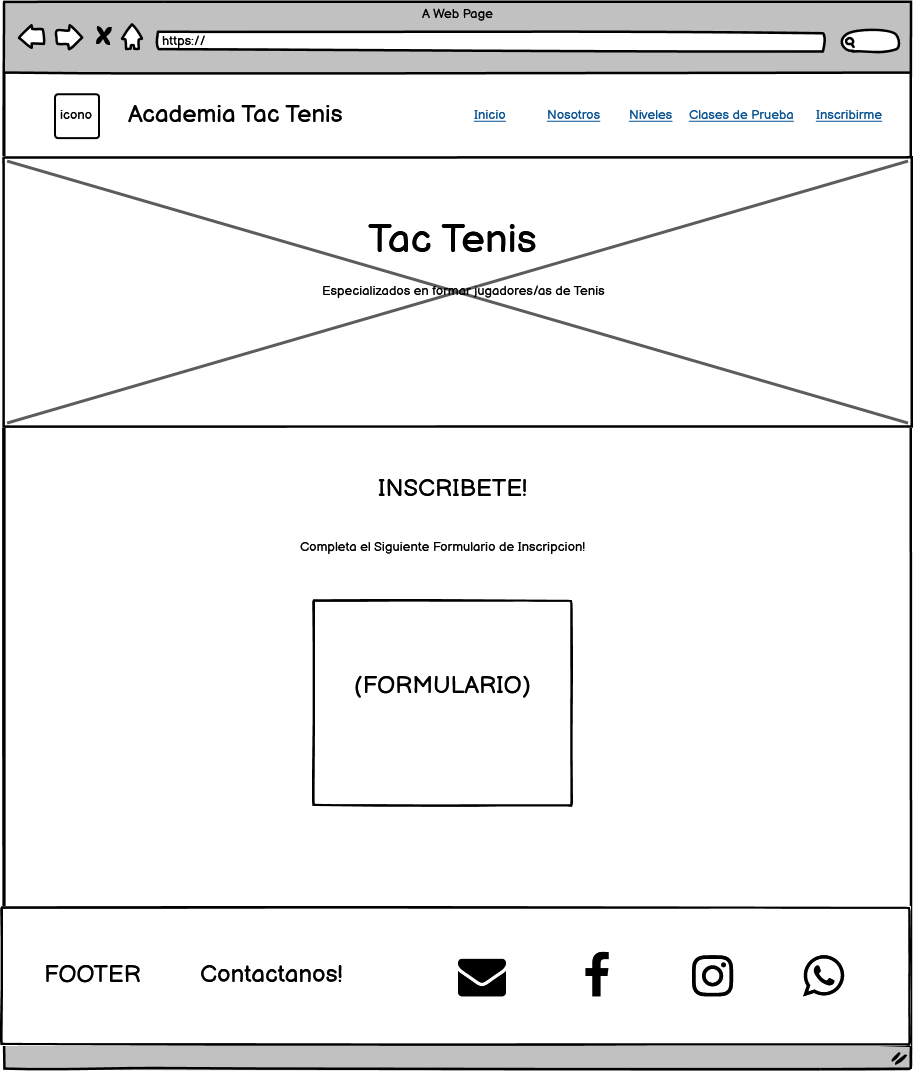 A Web Page
https://
icono
Academia Tac Tenis
Inicio
Nosotros
Niveles
Clases de Prueba
Inscribirme
Tac Tenis
Especializados en formar jugadores/as de Tenis
INSCRIBETE!
Completa el Siguiente Formulario de Inscripcion!
(FORMULARIO)
FOOTER
Contactanos!